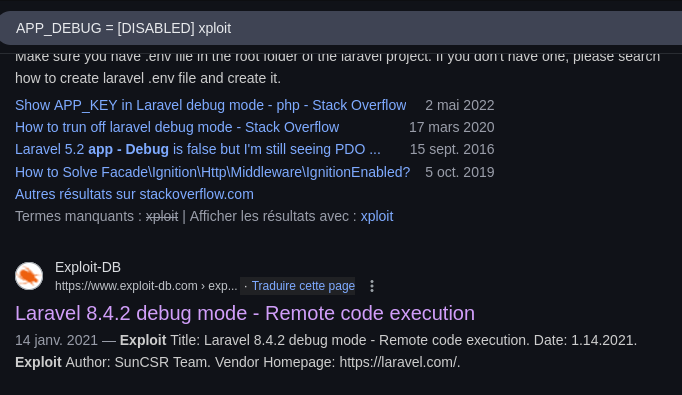 APP_DEBUG = [DISABLED] xploit
Make sure you have .env file in the root folder of the laravel project. If you don't have one, please search
how to create laravel .env file and create it.
Show APP_KEY in Laravel debug mode - php - Stack Overflow 2 mai 2022
How to trun off laravel debug mode - Stack Overflow 17 mars 2020
Laravel 5.2 app - Debug is false but I'm still seeing PDO ... 15 sept. 2016
How to Solve Facade\Ignition\Http\Middleware\IgnitionEnabled? 5 oct. 2019
Autres résultats sur stackoverflow.com
Termes manquants : xploit | Afficher les résultats avec : xploit
Exploit-DB
https://www.exploit-db.com › exp... · Traduire cette page
Laravel 8.4.2 debug mode - Remote code execution
14 janv. 2021 — Exploit Title: Laravel 8.4.2 debug mode - Remote code execution. Date: 1.14.2021.
Exploit Author: SunCSR Team. Vendor Homepage: https://laravel.com/.